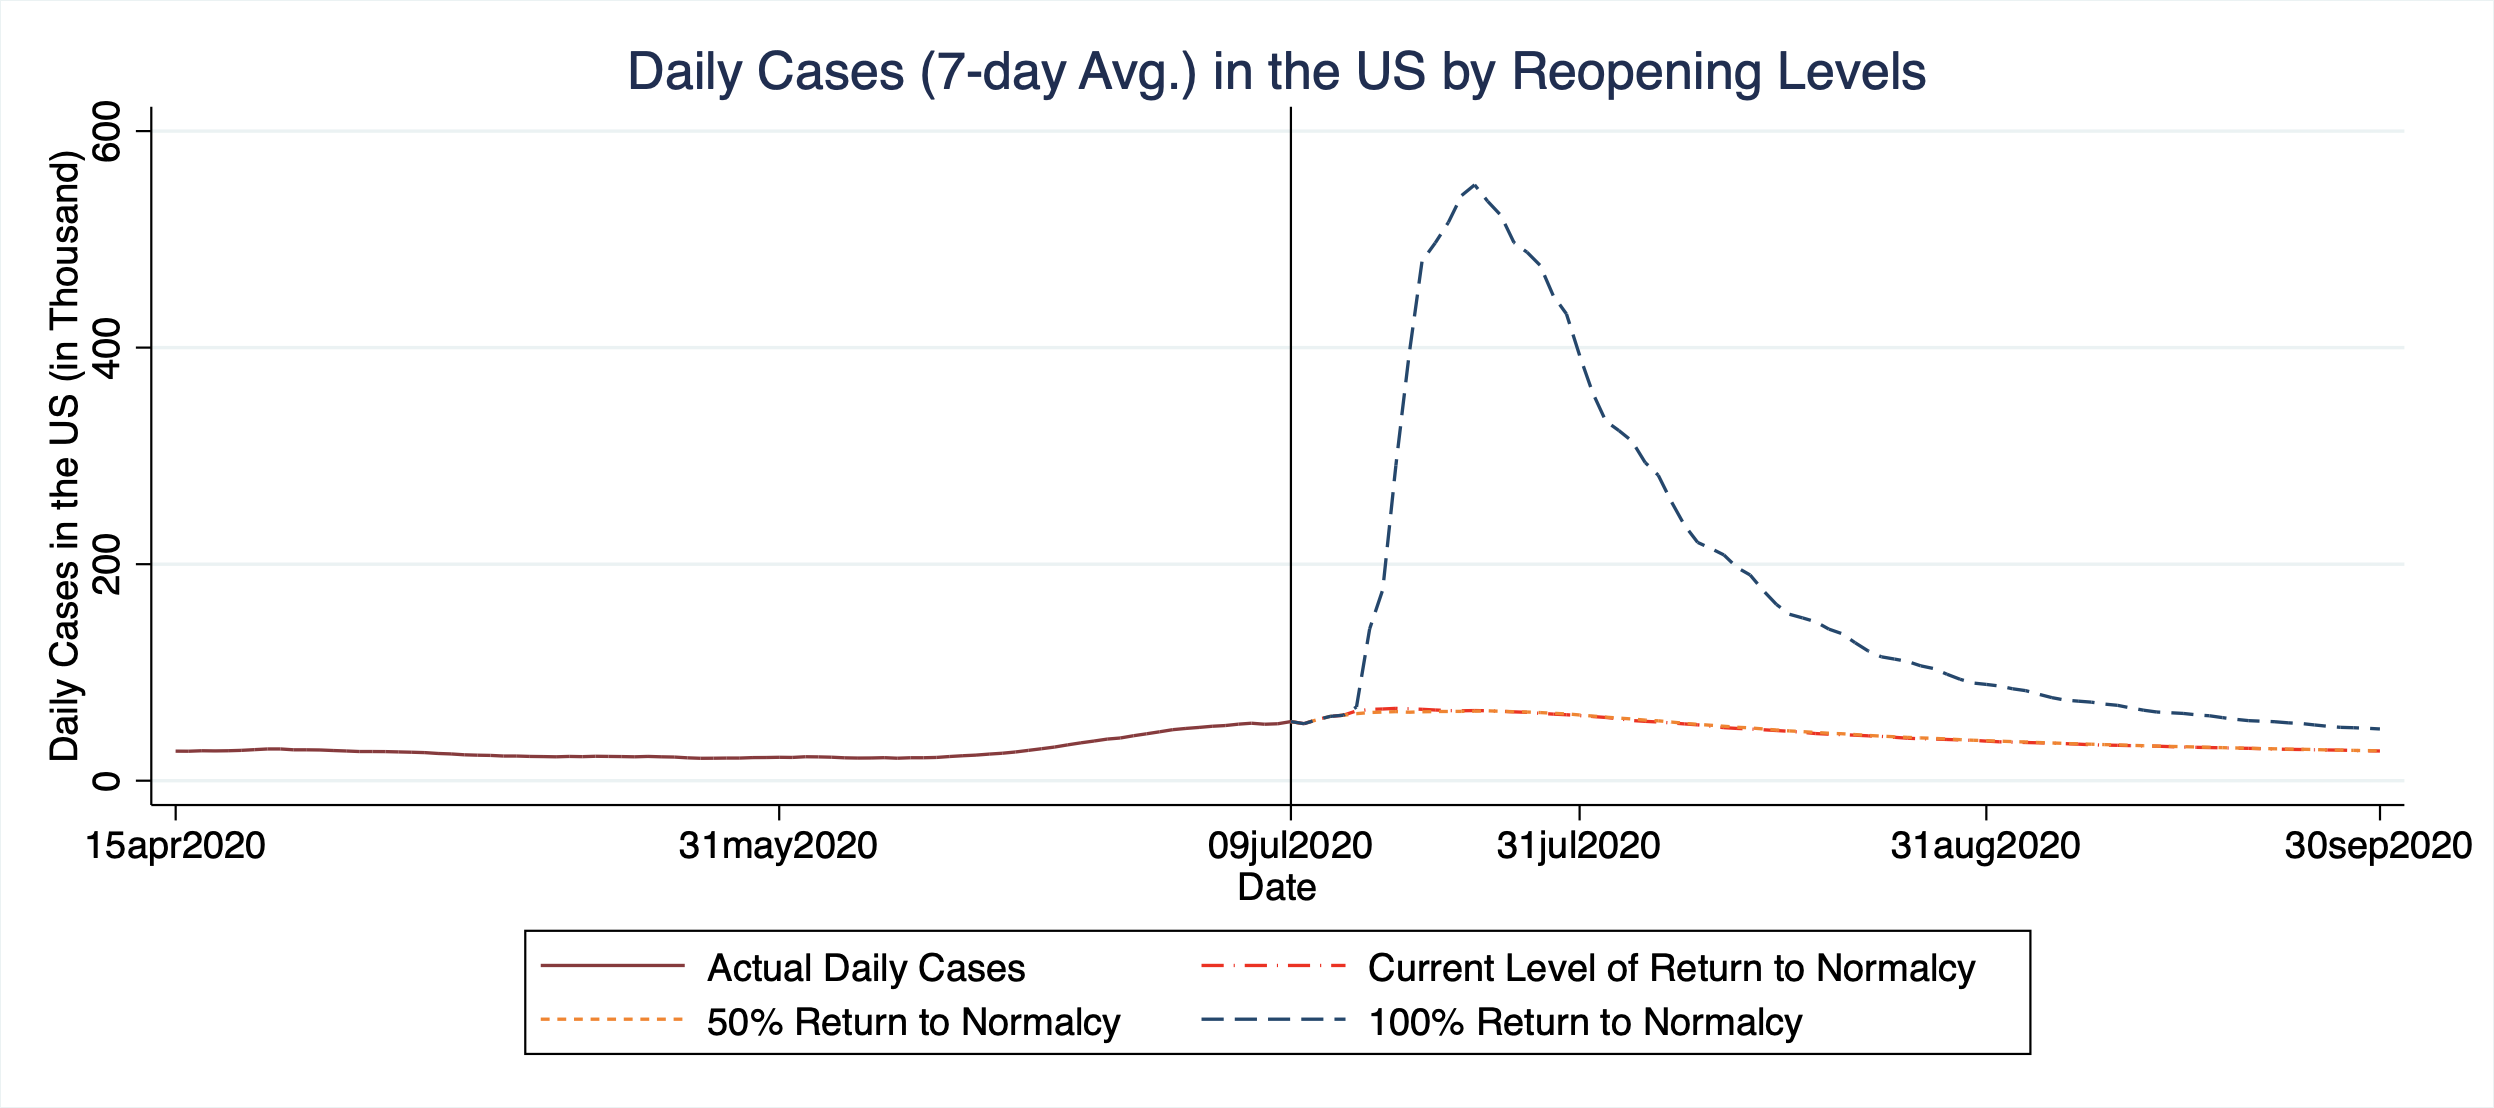 Daily Cases (7-day Avg.) in the US by Reopening Levels
Daily Cases in the US (in Thousand)
600
400
200
0
15apr2020 31may2020 09jul2020 31jul2020 31aug2020 30sep2020
Date
Actual Daily Cases Current Level of Return to Normalcy
50% Return to Normalcy 100% Return to Normalcy